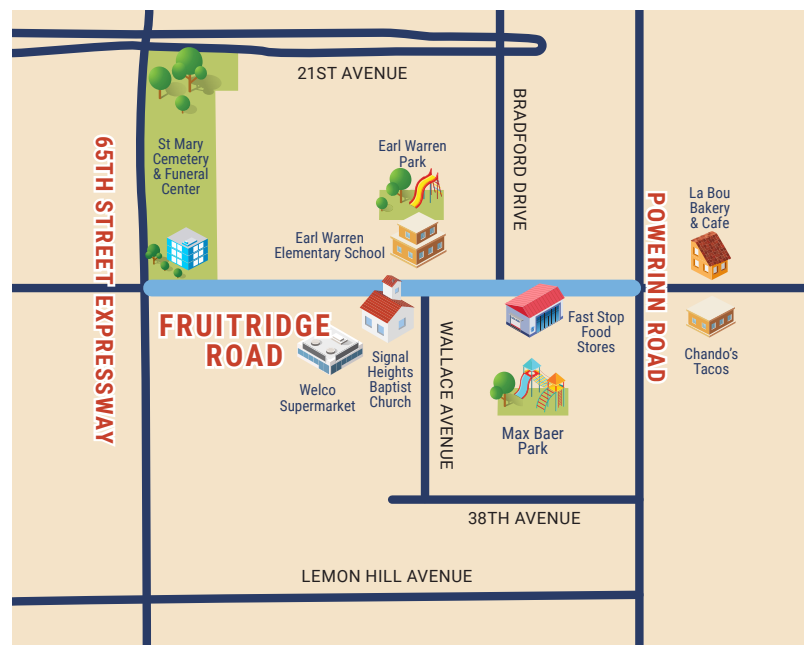 21ST AVENUE
BRADFORD DRIVE
65TH STREET EXPRESSWAY
St Mary
Cemetery
& Funeral
Center
Earl Warren
Park
Earl Warren
Elementary School
POWERINN ROAD
La Bou
Bakery
& Cafe
FRUITRIDGE
ROAD
Welco
Supermarket
Signal
Heights
Baptist
Church
WALLACE AVENUE
Fast Stop
Food
Stores
Chando's
Tacos
Max Baer
Park
38TH AVENUE
LEMON HILL AVENUE